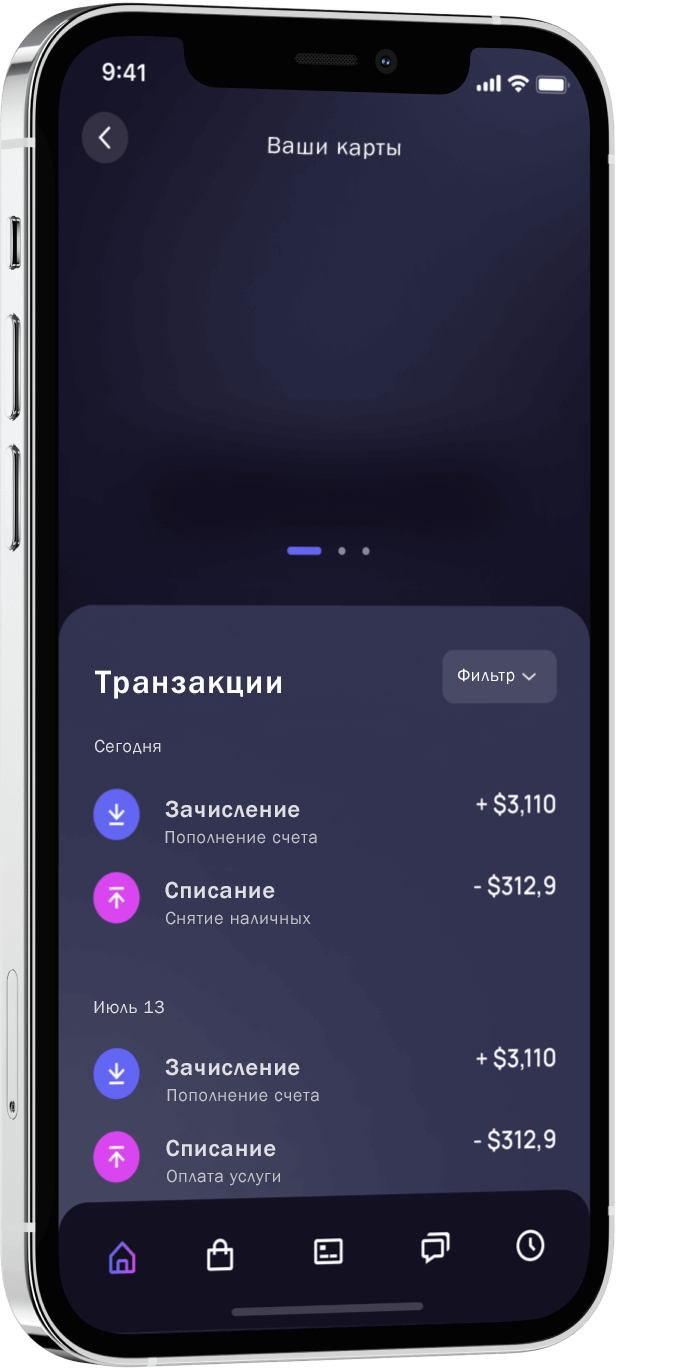 9:41
Ваши карты
Транзакции
Фильтр
Сегодня
Зачисление
+ $3,110
Пополнение счета
Списание
- $312,9
Снятие наличных
Июль 13
Зачисление
+ $3,110
Пополнение счета
Списание
- $312,9
Оплата услуги